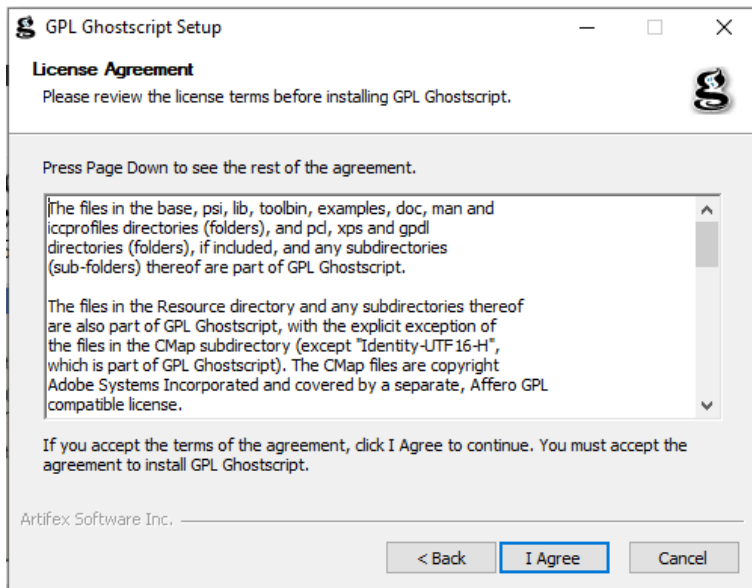 GPL Ghostscript Setup
License Agreement
Please review the license terms before installing GPL Ghostscript.
Press Page Down to see the rest of the agreement.
The files in the base, psi, lib, toolbin, examples, doc, man and
iccprofiles directories (folders), and pcl, xps and gpdl
directories (folders), if included, and any subdirectories
(sub-folders) thereof are part of GPL Ghostscript.
The files in the Resource directory and any subdirectories thereof
are also part of GPL Ghostscript, with the explicit exception of
the files in the CMap subdirectory (except "Identity-UTF16-H",
which is part of GPL Ghostscript). The CMap files are copyright
Adobe Systems Incorporated and covered by a separate, Affero GPL
compatible license.
If you accept the terms of the agreement, click I Agree to continue. You must accept the
agreement to install GPL Ghostscript.
Artifex Software Inc.
< Back I Agree Cancel